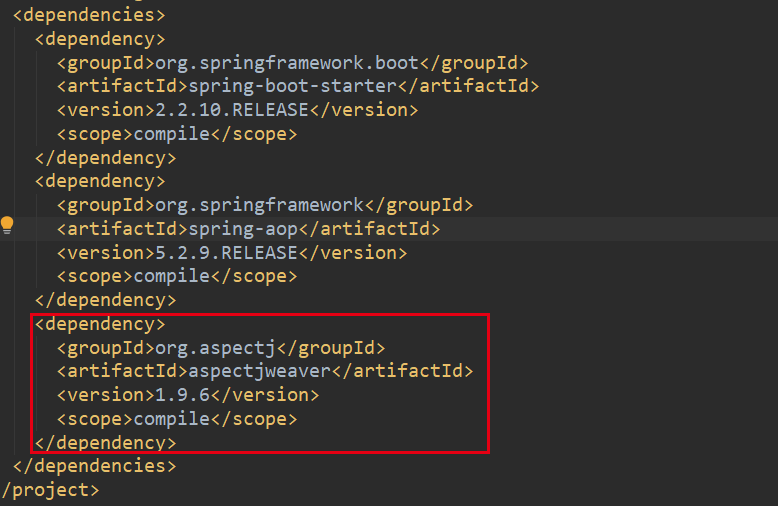 <dependencies>
<dependency>
<groupId>org.springframework.boot</groupId>
<artifactId>spring-boot-starter</artifactId>
<version>2.2.10.RELEASE</version>
<scope>compile</scope>
</dependency>
<dependency>
<groupId>org.springframework</groupId>
<artifactId>spring-aop</artifactId>
<version>5.2.9.RELEASE</version>
<scope>compile</scope>
</dependency>
<dependency>
<groupId>org.aspectj</groupId>
<artifactId>aspectjweaver</artifactId>
<version>1.9.6</version>
<scope>compile</scope>
</dependency>
</dependencies>
/project>